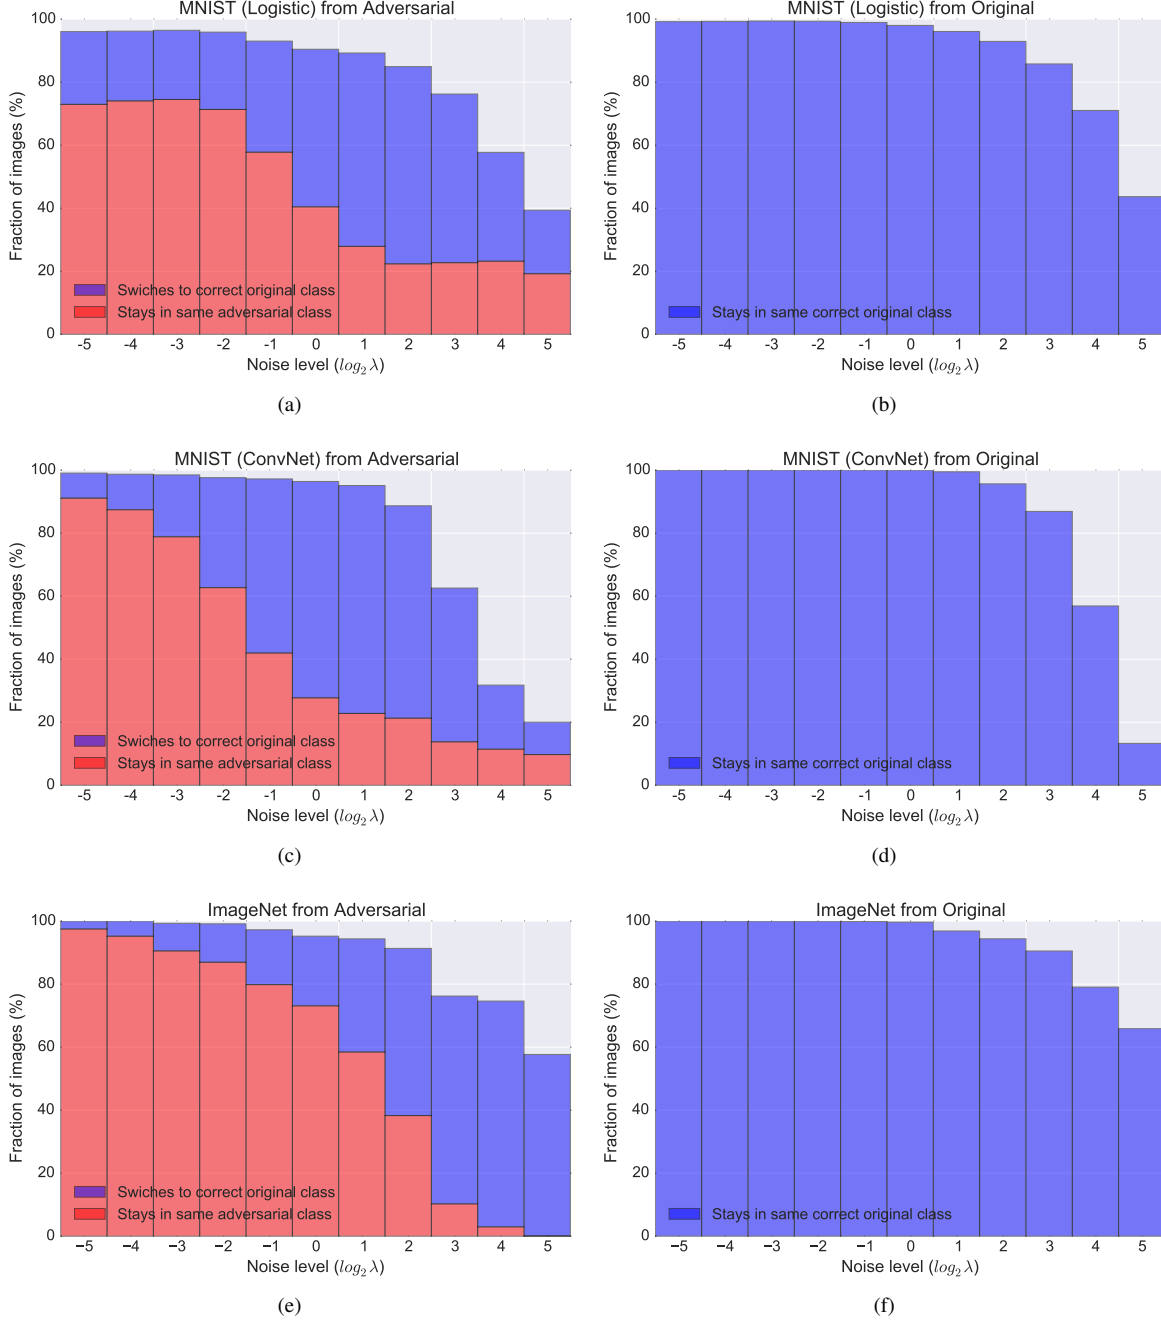 MNIST (Logistic) from Adversarial
100
80
60
40
20
0
Fraction of images (%)
Swiches to correct original class
Stays in same adversarial class
-5 -4 -3 -2 -1 0 1 2 3 4 5
Noise level (log₂ λ)
(a)
MNIST (Logistic) from Original
100
80
60
40
20
0
Fraction of images (%)
Stays in same correct original class
-5 -4 -3 -2 -1 0 1 2 3 4 5
Noise level (log₂ λ)
(b)
MNIST (ConvNet) from Adversarial
100
80
60
40
20
0
Fraction of images (%)
Swiches to correct original class
Stays in same adversarial class
-5 -4 -3 -2 -1 0 1 2 3 4 5
Noise level (log₂ λ)
(c)
MNIST (ConvNet) from Original
100
80
60
40
20
0
Fraction of images (%)
Stays in same correct original class
-5 -4 -3 -2 -1 0 1 2 3 4 5
Noise level (log₂ λ)
(d)
ImageNet from Adversarial
100
80
60
40
20
0
Fraction of images (%)
Swiches to correct original class
Stays in same adversarial class
−5 −4 −3 −2 −1 0 1 2 3 4 5
Noise level (log₂ λ)
(e)
ImageNet from Original
100
80
60
40
20
0
Fraction of images (%)
Stays in same correct original class
−5 −4 −3 −2 −1 0 1 2 3 4 5
Noise level (log₂ λ)
(f)